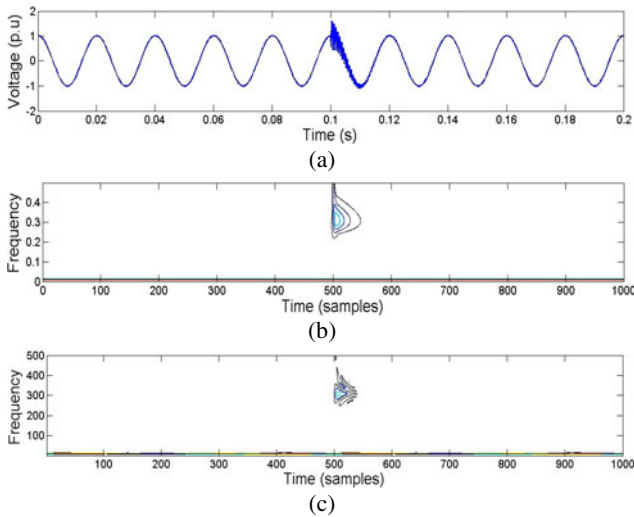 Voltage (p.u)
2
1
0
-1
-2
0 0.02 0.04 0.06 0.08 0.1 0.12 0.14 0.16 0.18 0.2
Time (s)
(a)
Frequency
0.4
0.3
0.2
0.1
0
0 100 200 300 400 500 600 700 800 900 1000
Time (samples)
(b)
Frequency
500
400
300
200
100
100 200 300 400 500 600 700 800 900 1000
Time (samples)
(c)